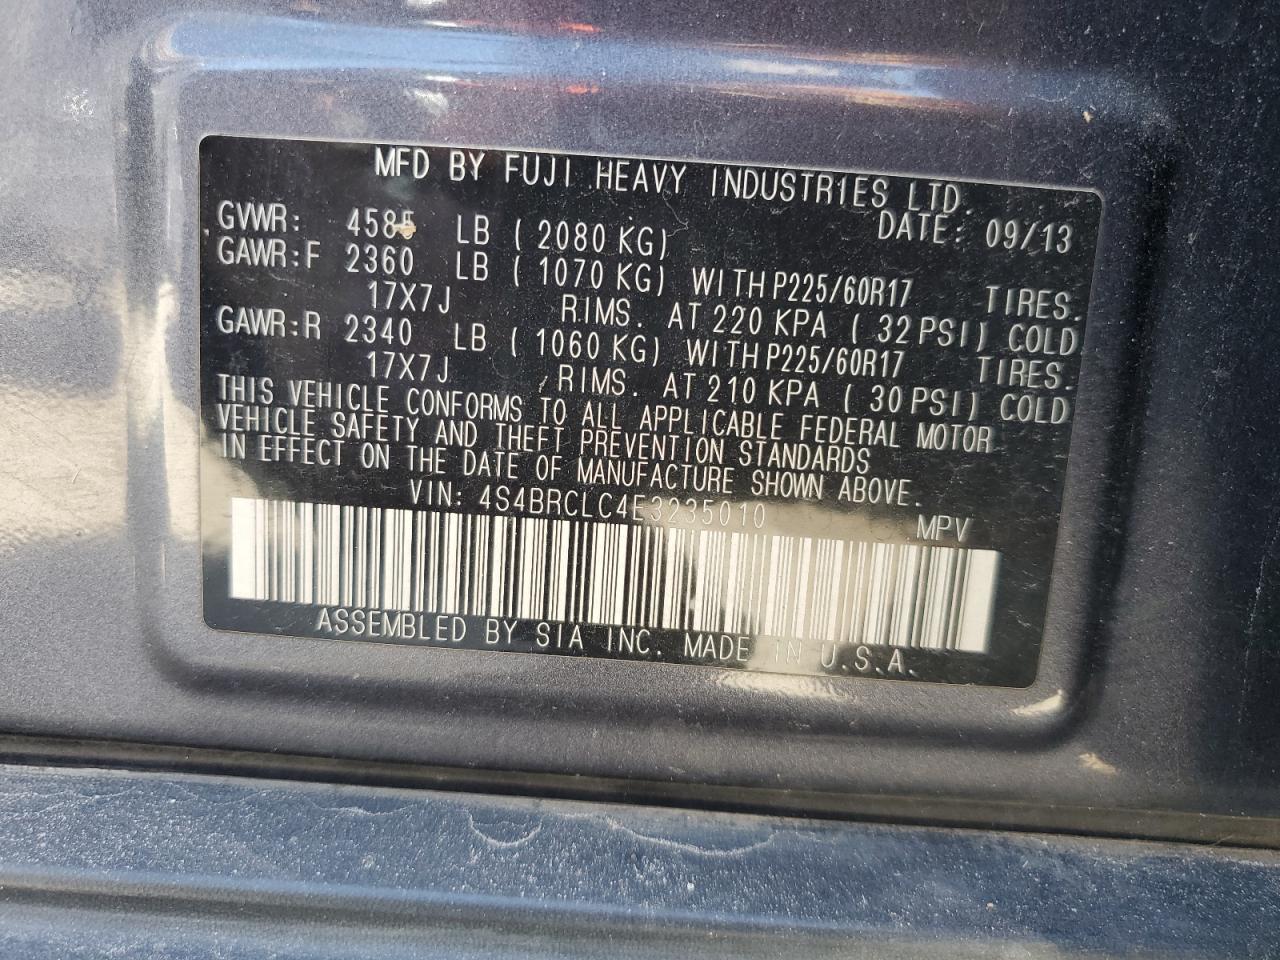 MFD BY FUJI HEAVY INDUSTRIES LTD.
DATE: 09/13
GVWR: 4585 LB ( 2080 KG)
GAWR:F 2360 LB ( 1070 KG) WITH P225/60R17 TIRES.
17X7J RIMS. AT 220 KPA ( 32 PSI) COLD
GAWR:R 2340 LB ( 1060 KG) WITH P225/60R17 TIRES.
17X7J RIMS. AT 210 KPA ( 30 PSI) COLD
THIS VEHICLE CONFORMS TO ALL APPLICABLE FEDERAL MOTOR
VEHICLE SAFETY AND THEFT PREVENTION STANDARDS
IN EFFECT ON THE DATE OF MANUFACTURE SHOWN ABOVE.
VIN: 4S4BRCLC4E3235010 MPV
ASSEMBLED BY SIA INC. MADE IN U.S.A.